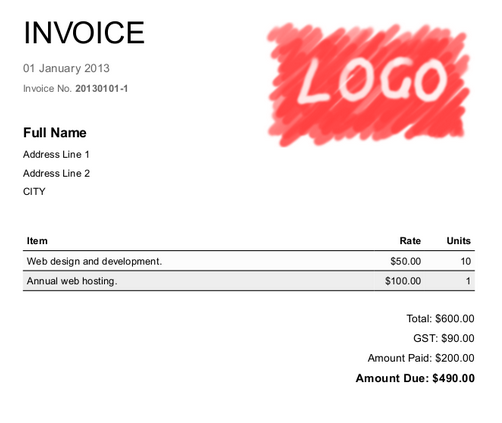 INVOICE
LOGO
01 January 2013
Invoice No. 20130101-1
Full Name
Address Line 1
Address Line 2
CITY
Item Rate Units
Web design and development. $50.00 10
Annual web hosting. $100.00 1
Total: $600.00
GST: $90.00
Amount Paid: $200.00
Amount Due: $490.00